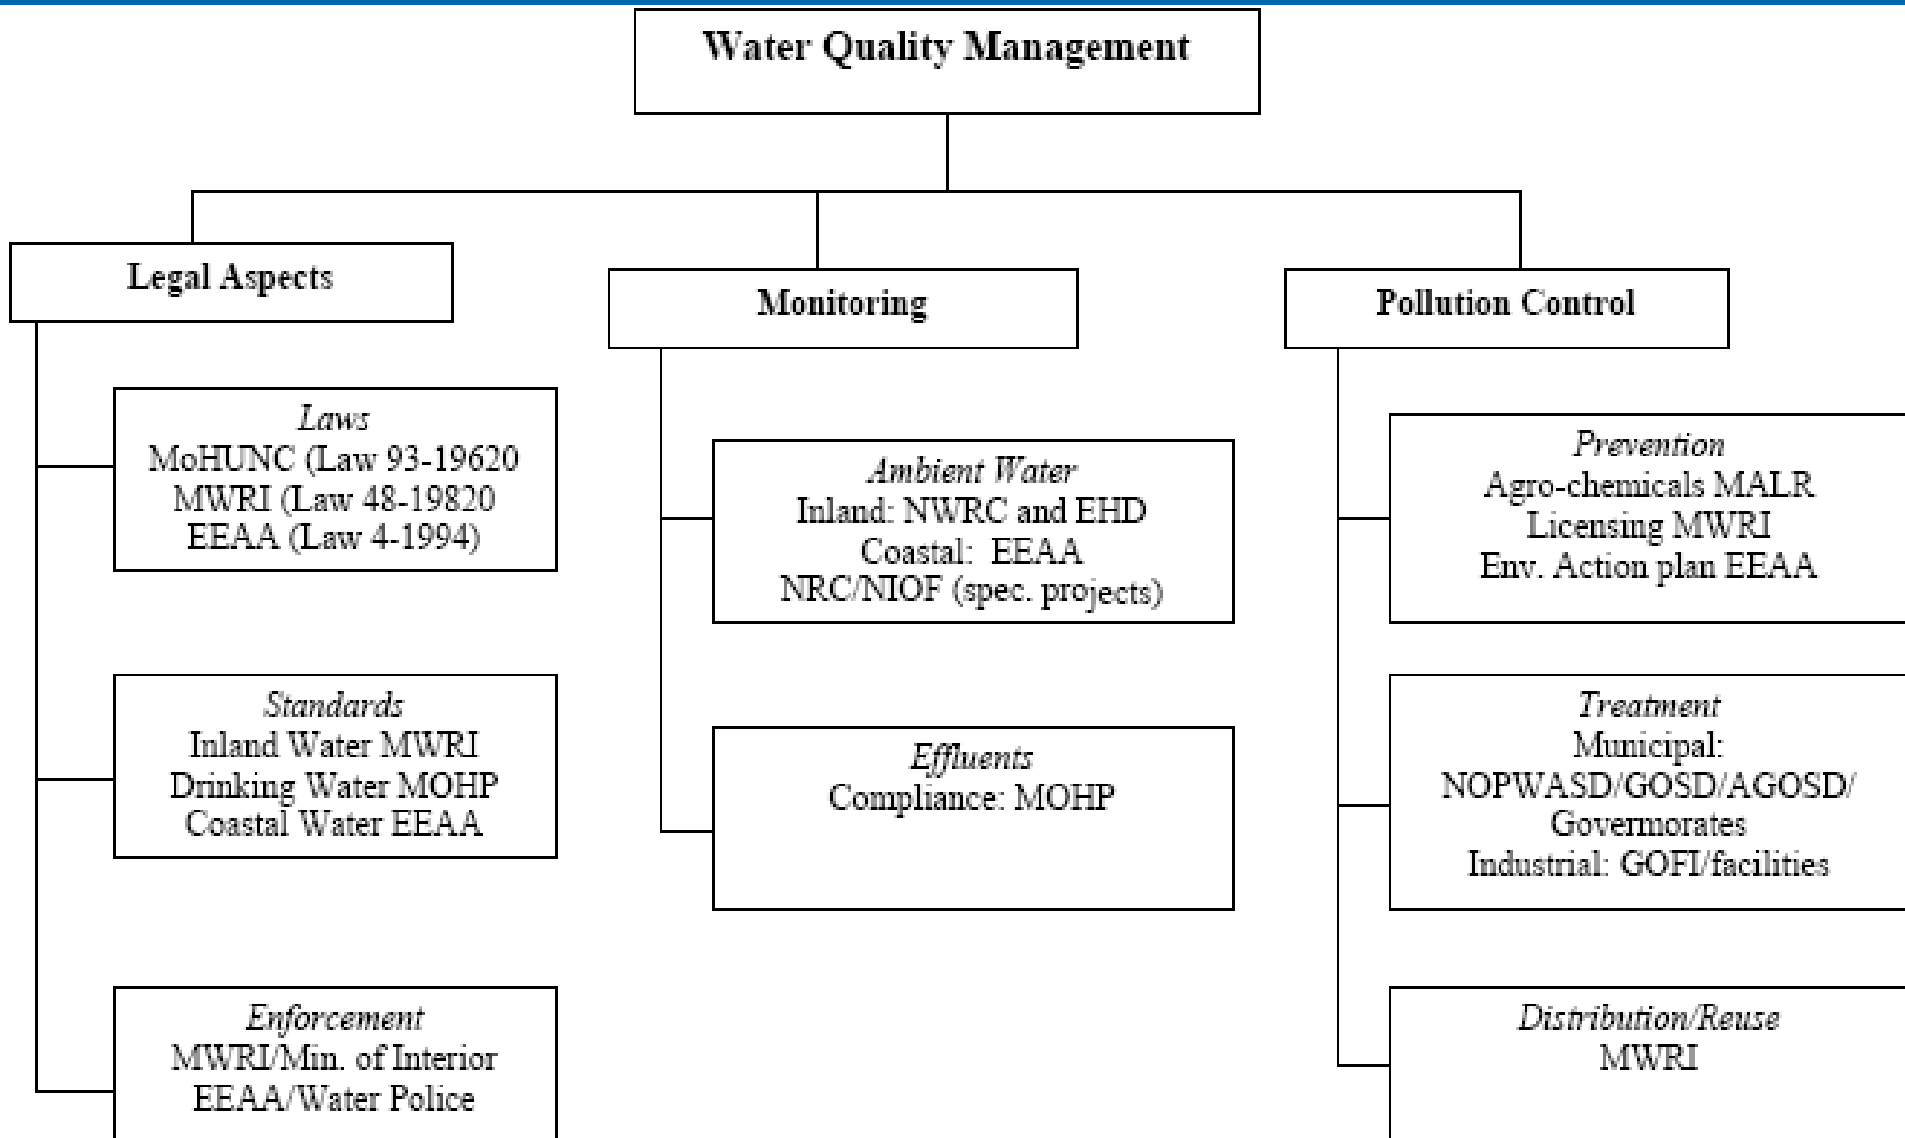 Water Quality Management
Legal Aspects
Laws
MoHUNC (Law 93-19620
MWRI (Law 48-19820
EEAA (Law 4-1994)
Standards
Inland Water MWRI
Drinking Water MOHP
Coastal Water EEAA
Enforcement
MWRI/Min. of Interior
EEAA/Water Police
Monitoring
Ambient Water
Inland: NWRC and EHD
Coastal: EEAA
NRC/NIOF (spec. projects)
Effluents
Compliance: MOHP
Pollution Control
Prevention
Agro-chemicals MALR
Licensing MWRI
Env. Action plan EEAA
Treatment
Municipal:
NOPWASD/GOSD/AGOSD/
Govermorates
Industrial: GOFI/facilities
Distribution/Reuse
MWRI